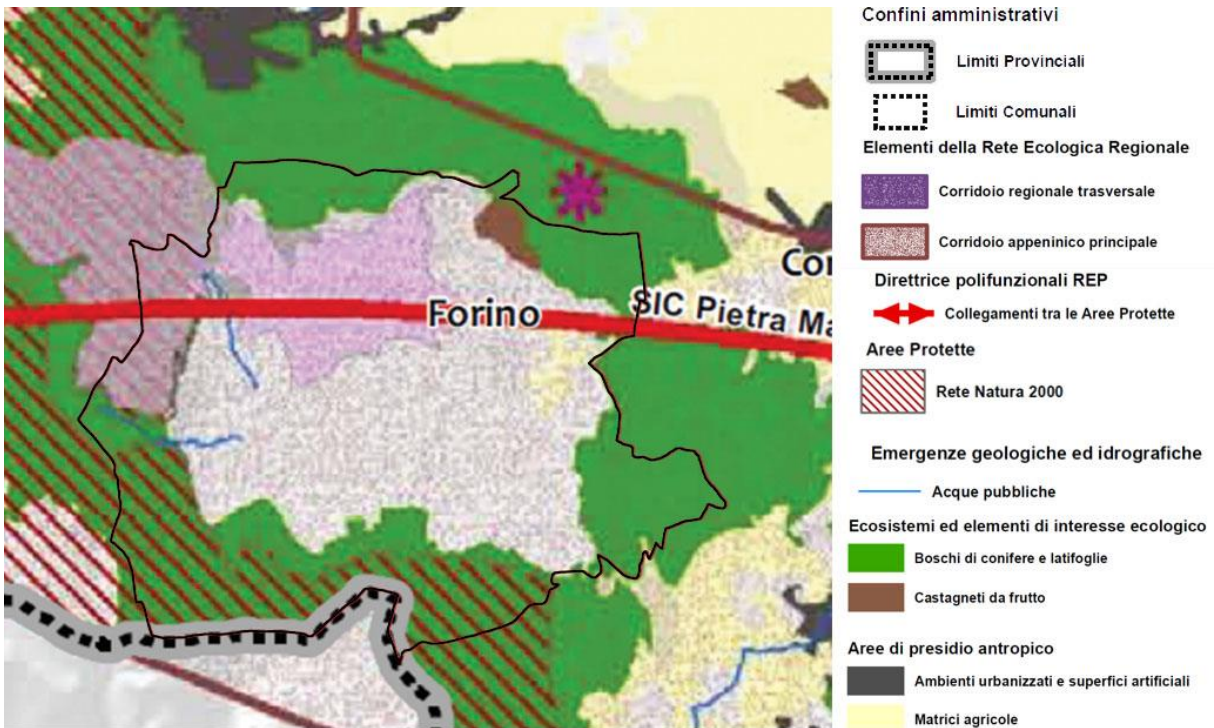 Forino
Cor
SIC Pietra Ma
Confini amministrativi
Limiti Provinciali
Limiti Comunali
Elementi della Rete Ecologica Regionale
Corridoio regionale trasversale
Corridoio appeninico principale
Direttrice polifunzionali REP
Collegamenti tra le Aree Protette
Aree Protette
Rete Natura 2000
Emergenze geologiche ed idrografiche
Acque pubbliche
Ecosistemi ed elementi di interesse ecologico
Boschi di conifere e latifoglie
Castagneti da frutto
Aree di presidio antropico
Ambienti urbanizzati e superfici artificiali
Matrici agricole